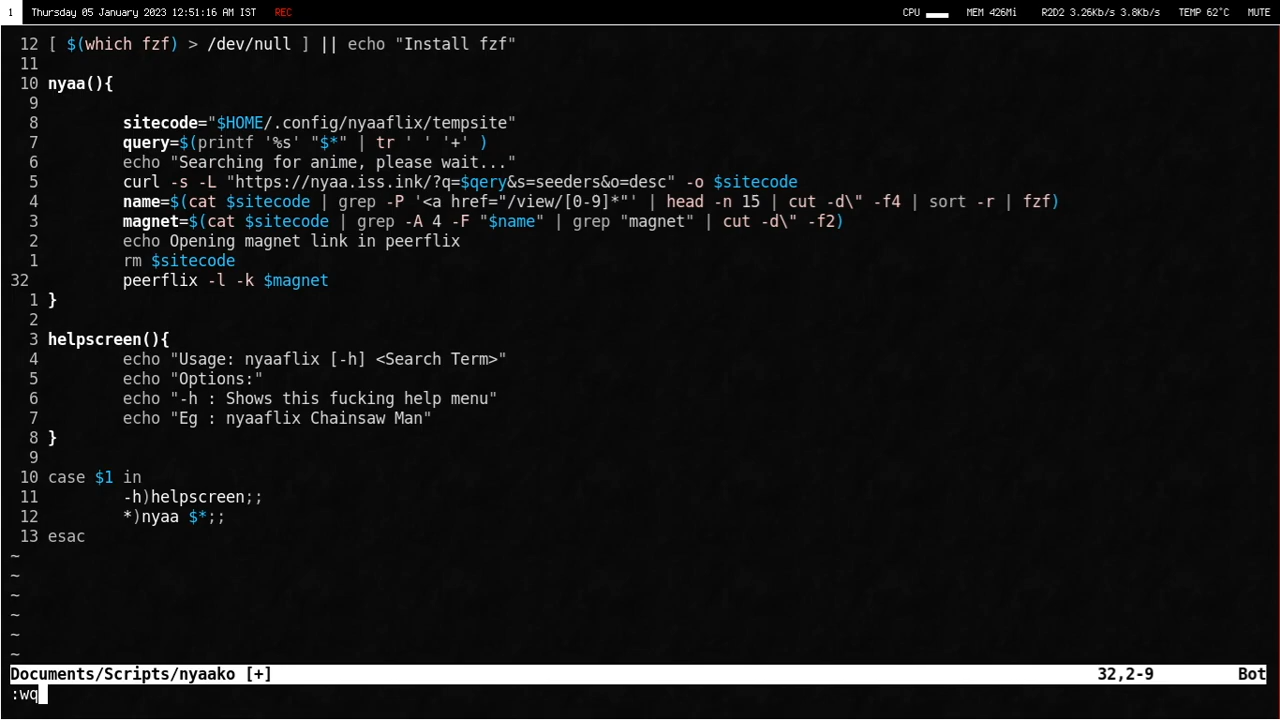 1 Thursday 05 January 2023 12:51:16 AM IST REC CPU MEM 426Mi R2D2 3.26Kb/s 3.8Kb/s TEMP 62°C MUTE
12 [ $(which fzf) > /dev/null ] || echo "Install fzf"
11
10 nyaa(){
9
8 sitecode="$HOME/.config/nyaaflix/tempsite"
7 query=$(printf '%s' "$*" | tr ' ' '+' )
6 echo "Searching for anime, please wait..."
5 curl -s -L "https://nyaa.iss.ink/?q=$qery&s=seeders&o=desc" -o $sitecode
4 name=$(cat $sitecode | grep -P '<a href="/view/[0-9]*"' | head -n 15 | cut -d\" -f4 | sort -r | fzf)
3 magnet=$(cat $sitecode | grep -A 4 -F "$name" | grep "magnet" | cut -d\" -f2)
2 echo Opening magnet link in peerflix
1 rm $sitecode
32 peerflix -l -k $magnet
1 }
2
3 helpscreen(){
4 echo "Usage: nyaaflix [-h] <Search Term>"
5 echo "Options:"
6 echo "-h : Shows this fucking help menu"
7 echo "Eg : nyaaflix Chainsaw Man"
8 }
9
10 case $1 in
11 -h)helpscreen;;
12 *)nyaa $*;;
13 esac
~
~
~
~
~
~
Documents/Scripts/nyaako [+] 32,2-9 Bot
:wq